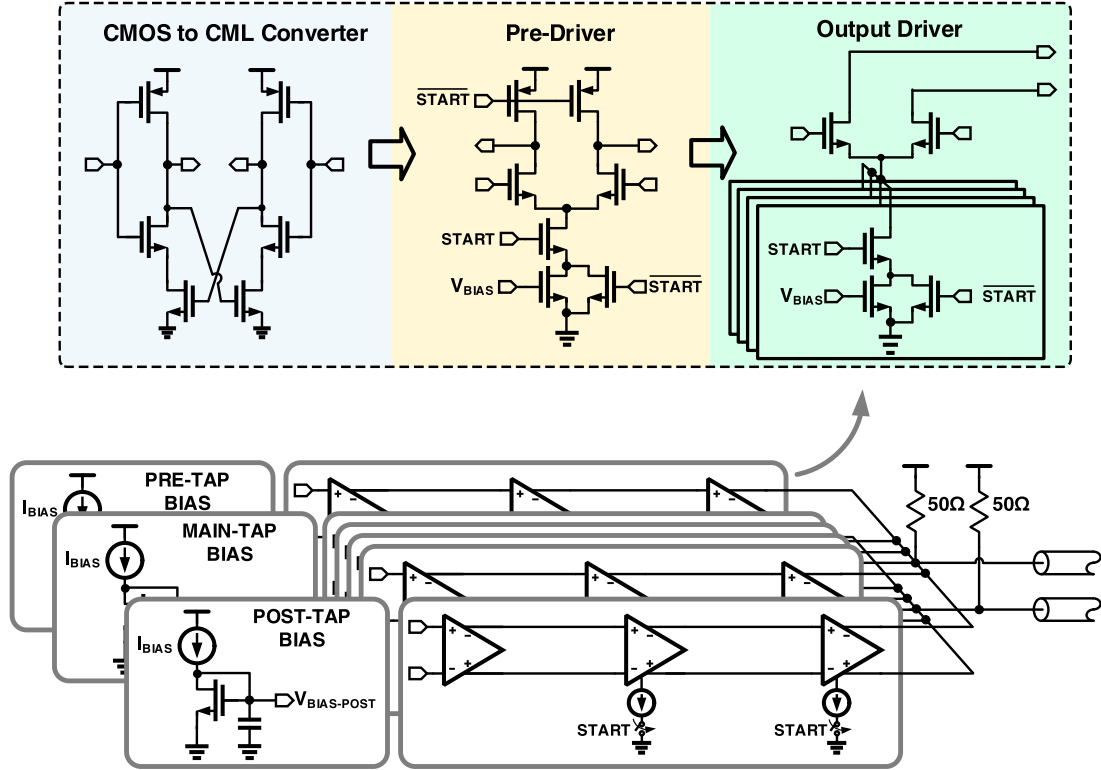 CMOS to CML Converter
Pre-Driver
Output Driver
START
START
START
VBIAS
START
VBIAS
START
PRE-TAP
BIAS
IBIAS
MAIN-TAP
BIAS
IBIAS
POST-TAP
BIAS
IBIAS
VBIAS-POST
+ −
+ −
+ −
+ −
+ −
+ −
+ −
− +
+ −
− +
+ −
− +
START
START
50Ω
50Ω